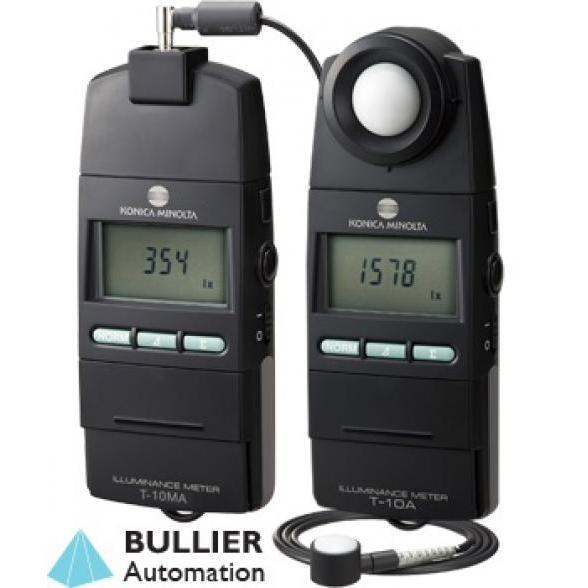 KONICA MINOLTA
354
lx
NORM Δ Σ
ILLUMINANCE METER
T-10MA
KONICA MINOLTA
1578
lx
NORM Δ Σ
ILLUMINANCE METER
T-10A
BULLIER
Automation